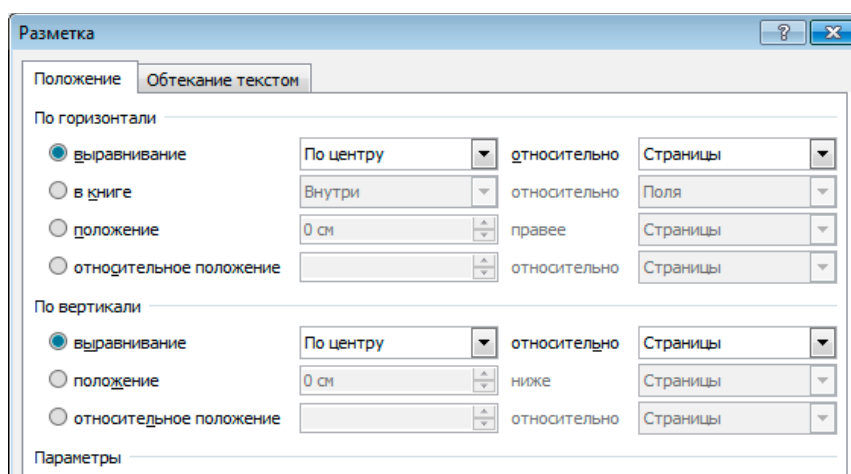 Разметка
Положение Обтекание текстом
По горизонтали
выравнивание По центру относительно Страницы
в книге Внутри относительно Поля
положение 0 см правее Страницы
относительное положение относительно Страницы
По вертикали
выравнивание По центру относительно Страницы
положение 0 см ниже Страницы
относительное положение относительно Страницы
Параметры